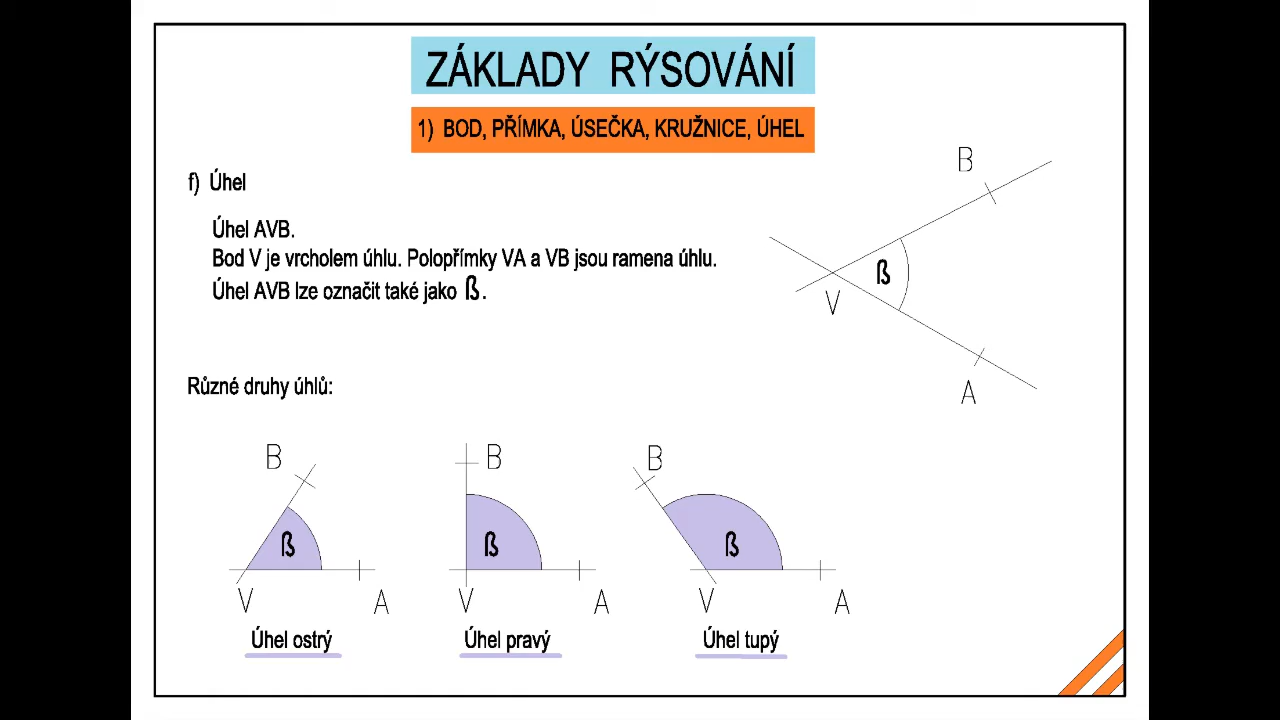 ZÁKLADY RÝSOVÁNÍ
1) BOD, PŘÍMKA, ÚSEČKA, KRUŽNICE, ÚHEL
f) Úhel
Úhel AVB.
Bod V je vrcholem úhlu. Polopřímky VA a VB jsou ramena úhlu.
Úhel AVB lze označit také jako ß.
B
ß
V
A
Různé druhy úhlů:
B
ß
V
A
Úhel ostrý
B
ß
V
A
Úhel pravý
B
ß
V
A
Úhel tupý